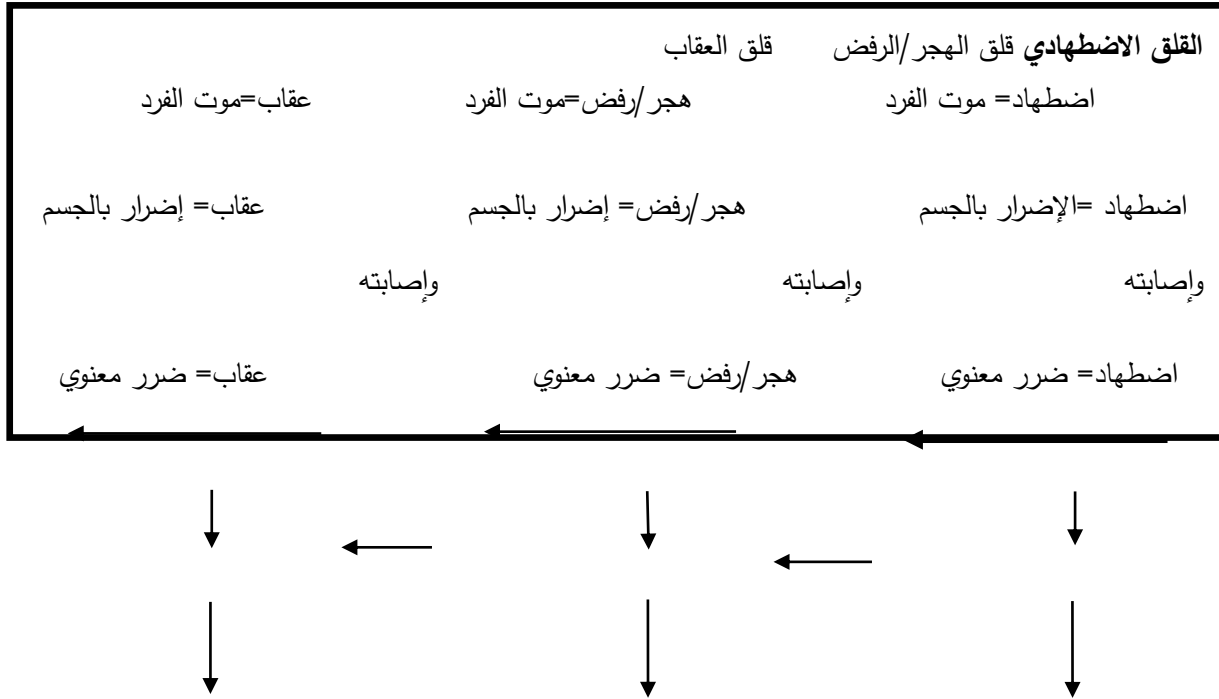 القلق الاضطهادي قلق الهجر/الرفض قلق العقاب
اضطهاد= موت الفرد هجر/رفض=موت الفرد عقاب=موت الفرد
اضطهاد =الإضرار بالجسم هجر/رفض= إضرار بالجسم عقاب= إضرار بالجسم
وإصابته وإصابته وإصابته
اضطهاد= ضرر معنوي هجر/رفض= ضرر معنوي عقاب= ضرر معنوي